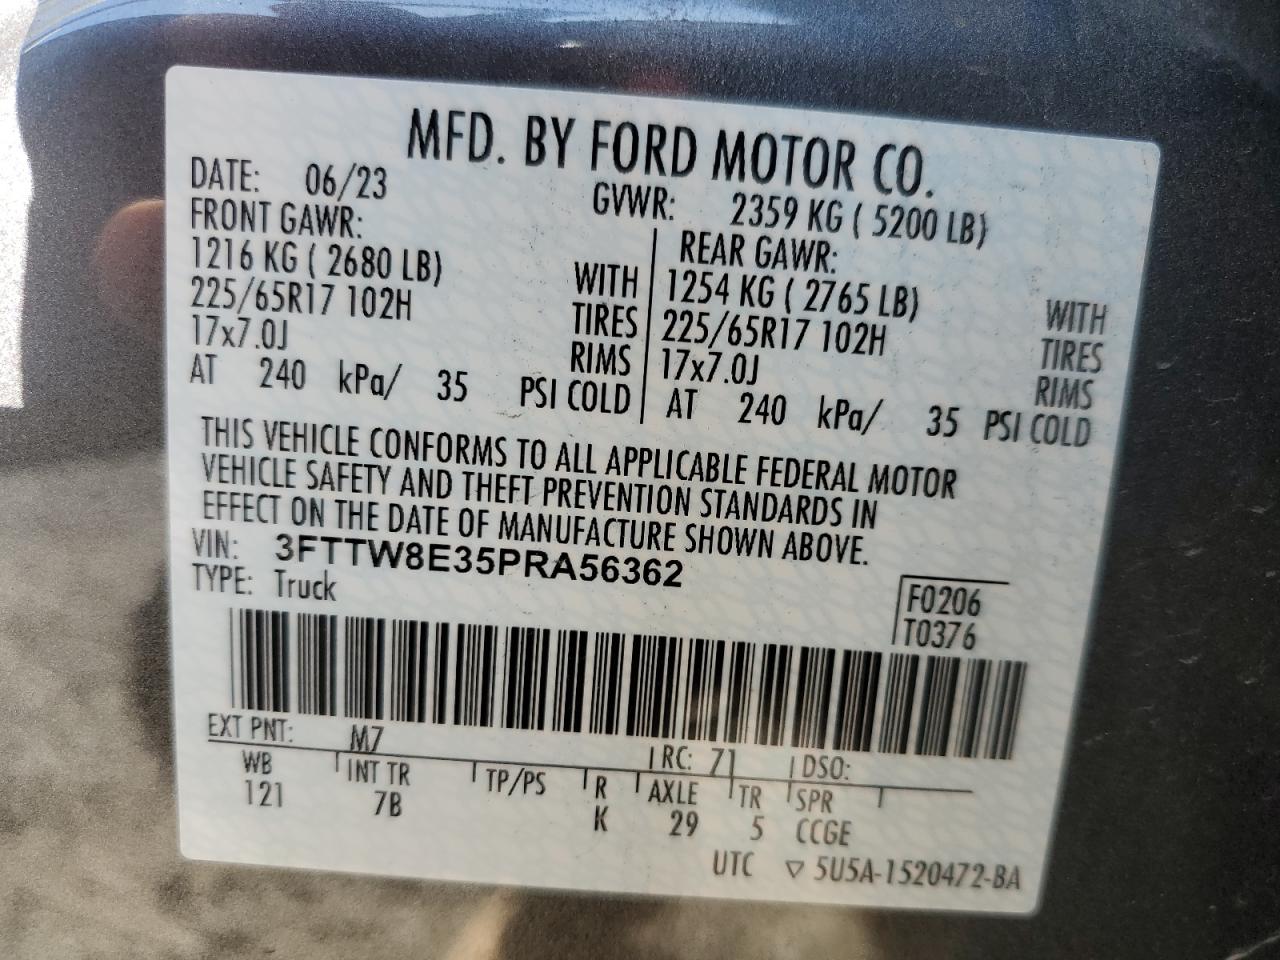 MFD. BY FORD MOTOR CO.
DATE: 06/23 GVWR: 2359 KG ( 5200 LB)
FRONT GAWR:
1216 KG ( 2680 LB) WITH
225/65R17 102H TIRES
17x7.0J RIMS
AT 240 kPa/ 35 PSI COLD
REAR GAWR:
1254 KG ( 2765 LB) WITH
225/65R17 102H TIRES
17x7.0J RIMS
AT 240 kPa/ 35 PSI COLD
THIS VEHICLE CONFORMS TO ALL APPLICABLE FEDERAL MOTOR
VEHICLE SAFETY AND THEFT PREVENTION STANDARDS IN
EFFECT ON THE DATE OF MANUFACTURE SHOWN ABOVE.
VIN: 3FTTW8E35PRA56362
TYPE: Truck
F0206
T0376
EXT PNT: M7 RC: 71 DSO:
WB INT TR TP/PS R AXLE TR SPR
121 7B K 29 5 CCGE
UTC ▽ 5U5A-1520472-BA